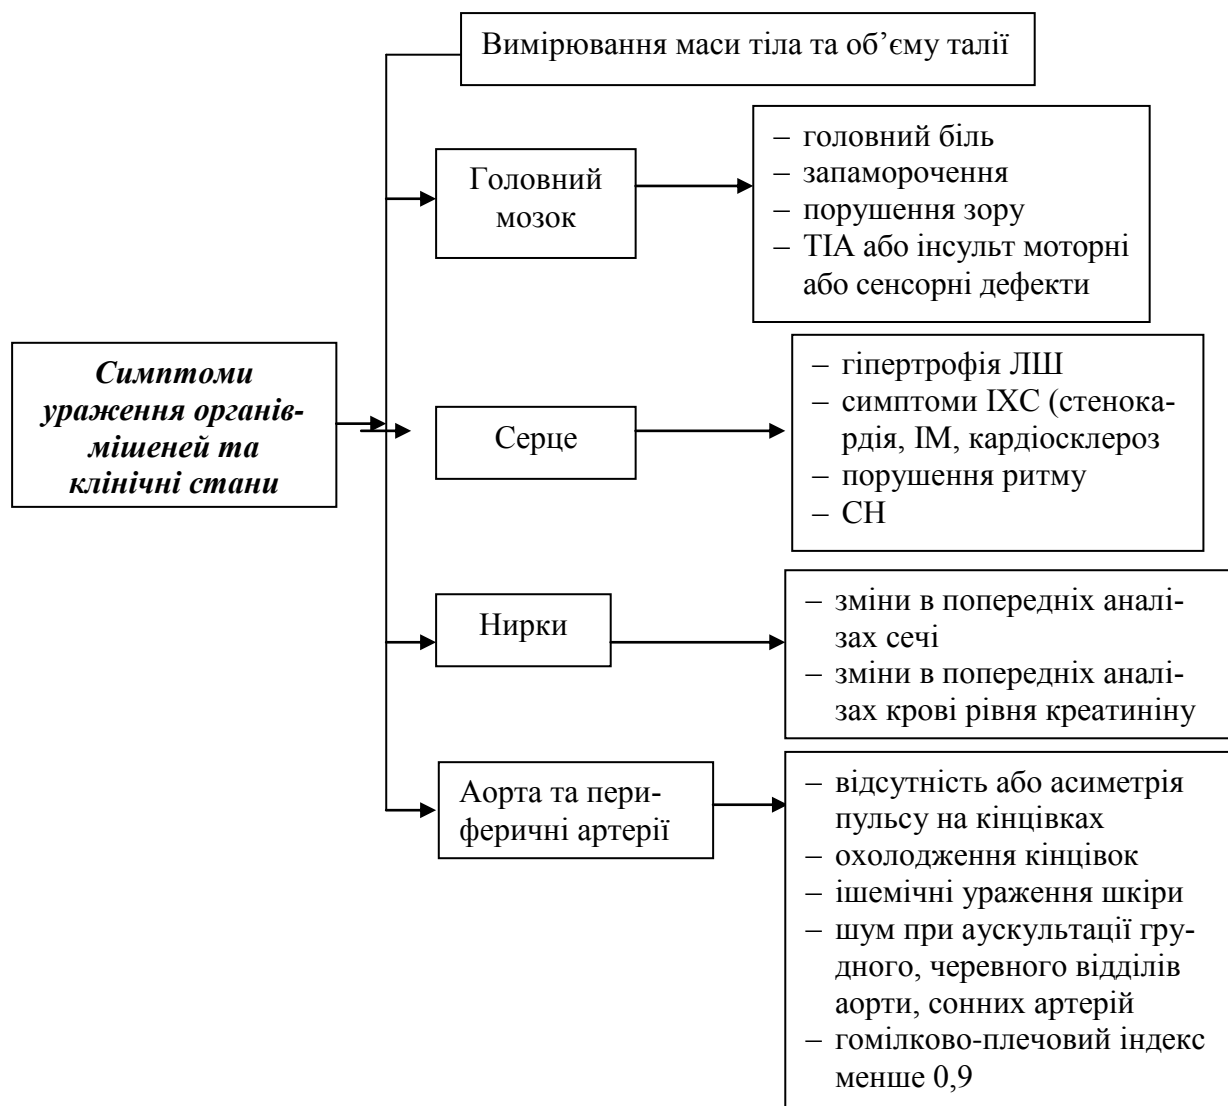 Вимірювання маси тіла та об’єму талії
Головний
мозок
– головний біль
– запаморочення
– порушення зору
– ТІА або інсульт моторні
або сенсорні дефекти
Симптоми
ураження органів-
мішеней та
клінічні стани
Серце
– гіпертрофія ЛШ
– симптоми ІХС (стенока-
рдія, ІМ, кардіосклероз
– порушення ритму
– СН
Нирки
– зміни в попередніх аналі-
зах сечі
– зміни в попередніх аналі-
зах крові рівня креатиніну
Аорта та пери-
феричні артерії
– відсутність або асиметрія
пульсу на кінцівках
– охолодження кінцівок
– ішемічні ураження шкіри
– шум при аускультації гру-
дного, черевного відділів
аорти, сонних артерій
– гомілково-плечовий індекс
менше 0,9